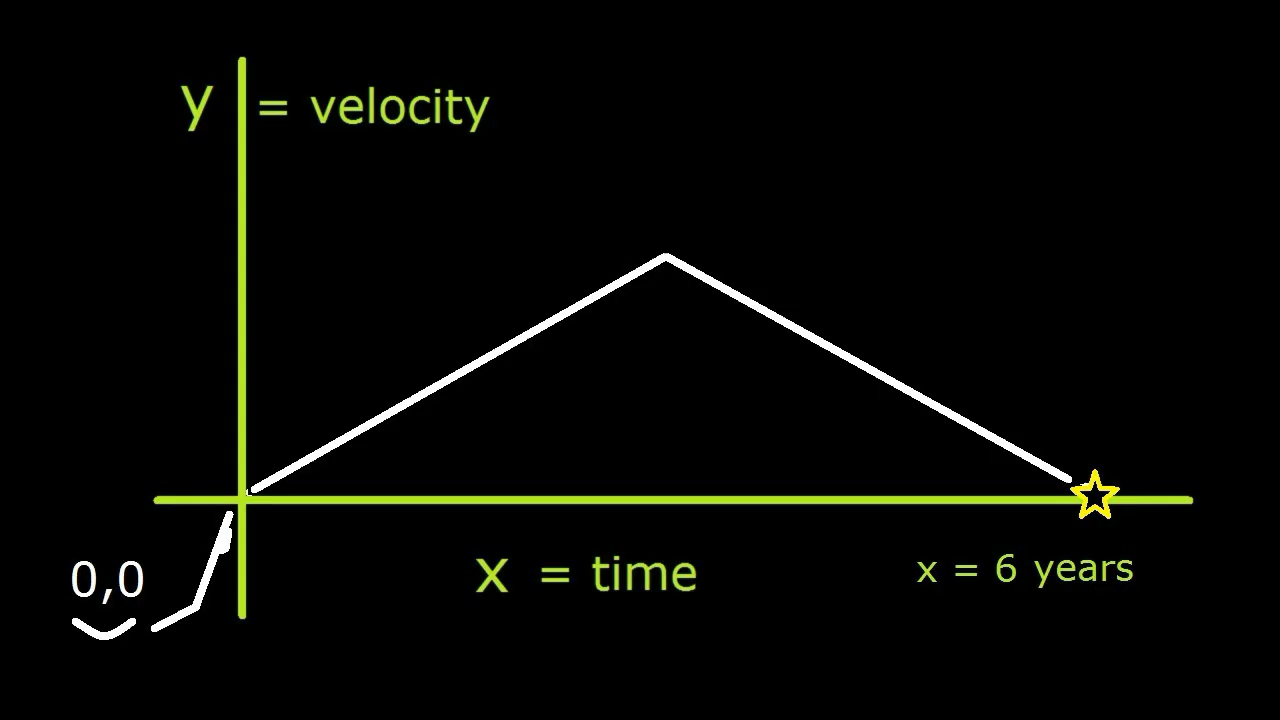 y = velocity
x = time
x = 6 years
0,0